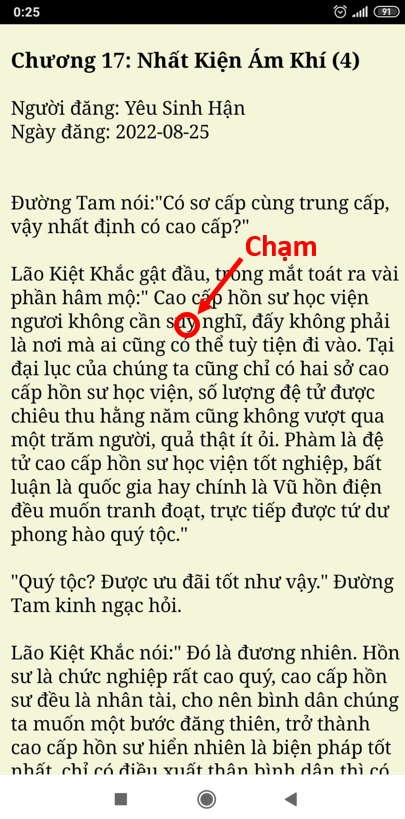 0:25
91
Chương 17: Nhất Kiện Ám Khí (4)
Người đăng: Yêu Sinh Hận
Ngày đăng: 2022-08-25
Đường Tam nói:"Có sơ cấp cùng trung cấp,
vậy nhất định có cao cấp?"
Chạm
Lão Kiệt Khắc gật đầu, trong mắt toát ra vài
phần hâm mộ:" Cao cấp hồn sư học viện
ngươi không cần suy nghĩ, đấy không phải
là nơi mà ai cũng có thể tuỳ tiện đi vào. Tại
đại lục của chúng ta cũng chỉ có hai sở cao
cấp hồn sư học viện, số lượng đệ tử được
chiêu thu hằng năm cũng không vượt qua
một trăm người, quả thật ít ỏi. Phàm là đệ
tử cao cấp hồn sư học viện tốt nghiệp, bất
luận là quốc gia hay chính là Vũ hồn điện
đều muốn tranh đoạt, trực tiếp được tứ dư
phong hào quý tộc."
"Quý tộc? Được ưu đãi tốt như vậy." Đường
Tam kinh ngạc hỏi.
Lão Kiệt Khắc nói:" Đó là đương nhiên. Hồn
sư là chức nghiệp rất cao quý, cao cấp hồn
sư đều là nhân tài, cho nên bình dân chúng
ta muốn một bước đăng thiên, trở thành
cao cấp hồn sư hiển nhiên là biện pháp tốt
nhất, chỉ có điều xuất thân bình dân thì có